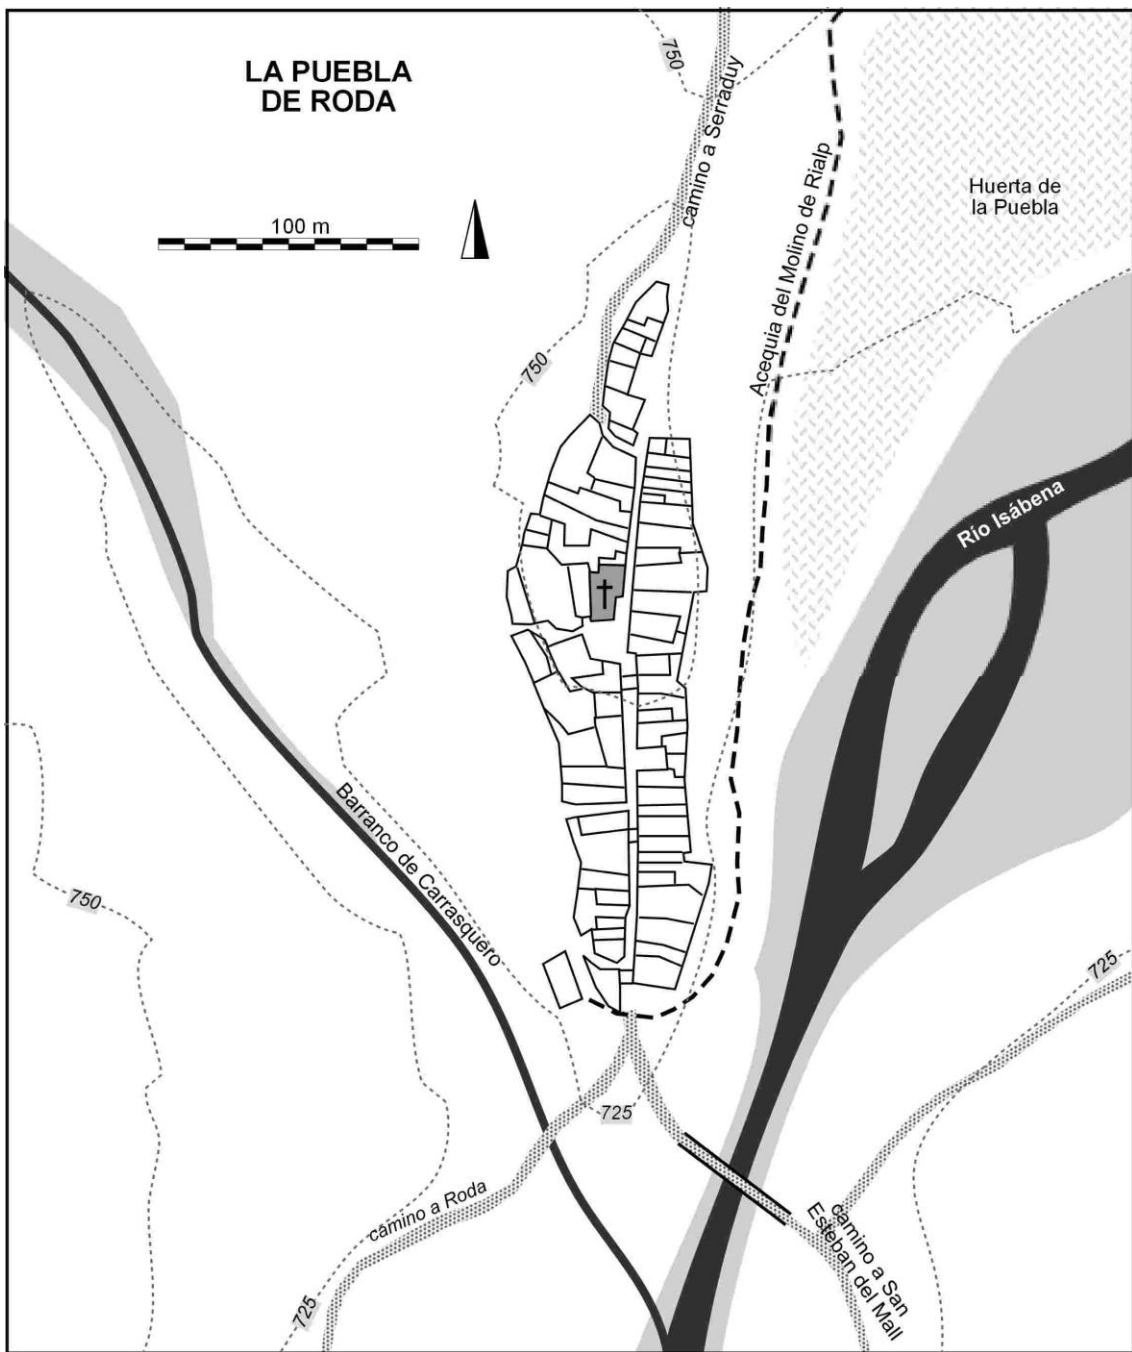 LA PUEBLA
DE RODA
100 m
750
camino a Serraduy
Acequia del Molino de Rialp
Huerta de
la Puebla
750
Río Isábena
Barranco de Carrasquero
750
725
725
camino a Roda
camino a San
Esteban del Mall
725